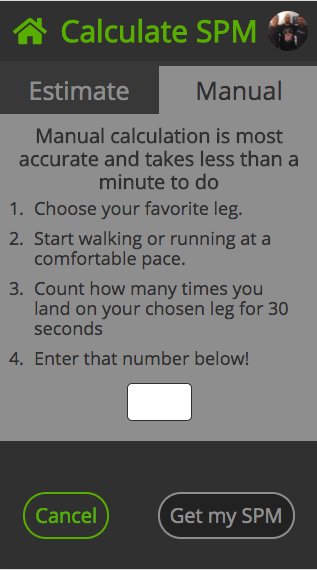 Calculate SPM
Estimate Manual
Manual calculation is most
accurate and takes less than a
minute to do
1. Choose your favorite leg.
2. Start walking or running at a
comfortable pace.
3. Count how many times you
land on your chosen leg for 30
seconds
4. Enter that number below!
Cancel Get my SPM